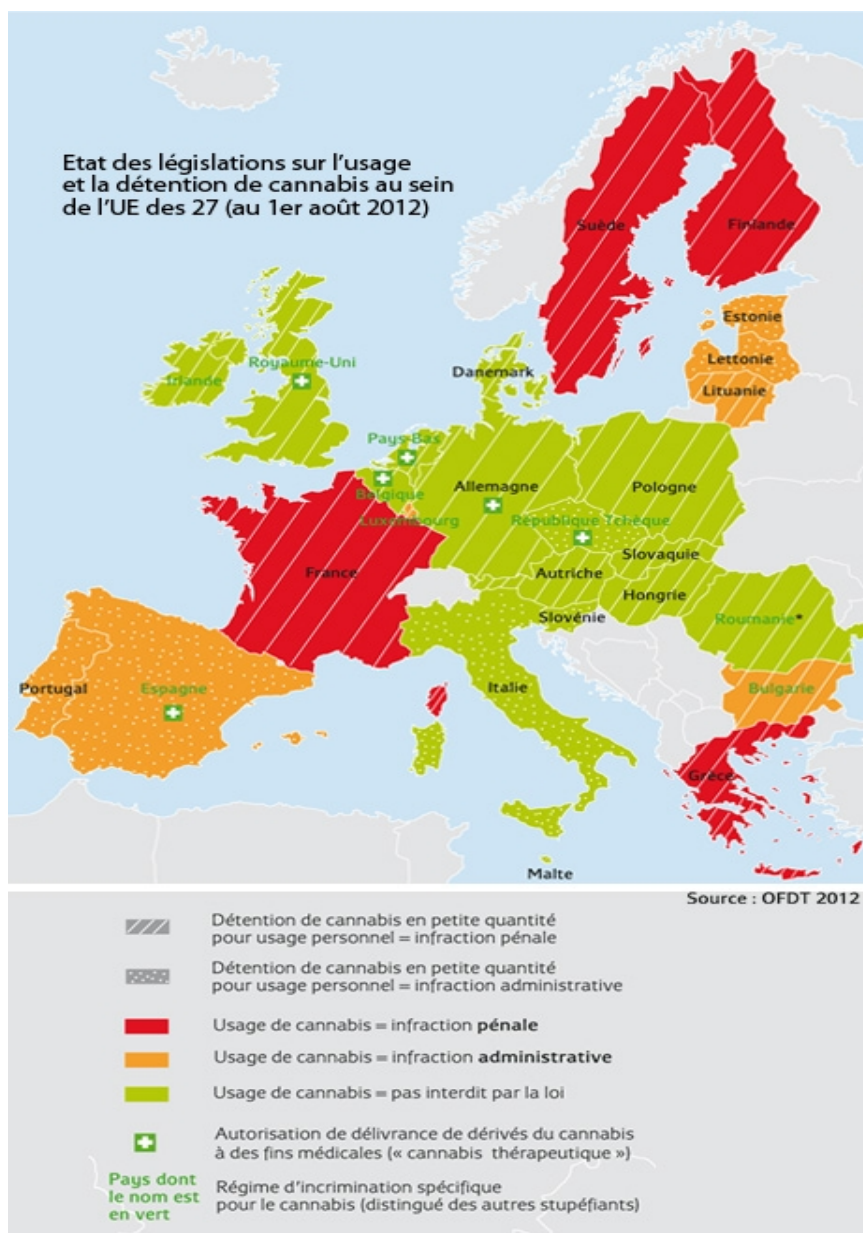 Etat des législations sur l'usage
et la détention de cannabis au sein
de l'UE des 27 (au 1er août 2012)
Suède
Finlande
Estonie
Lettonie
Lituanie
Royaume-Uni
Irlande
Danemark
Pays-Bas
Belgique
Allemagne
Pologne
Luxembourg
République Tchèque
Slovaquie
France
Autriche
Hongrie
Slovénie
Roumanie*
Portugal
Espagne
Italie
Bulgarie
Grèce
Malte
Source : OFDT 2012
Détention de cannabis en petite quantité
pour usage personnel = infraction pénale
Détention de cannabis en petite quantité
pour usage personnel = infraction administrative
Usage de cannabis = infraction pénale
Usage de cannabis = infraction administrative
Usage de cannabis = pas interdit par la loi
Autorisation de délivrance de dérivés du cannabis
à des fins médicales (« cannabis thérapeutique »)
Pays dont
le nom est
en vert
Régime d'incrimination spécifique
pour le cannabis (distingué des autres stupéfiants)